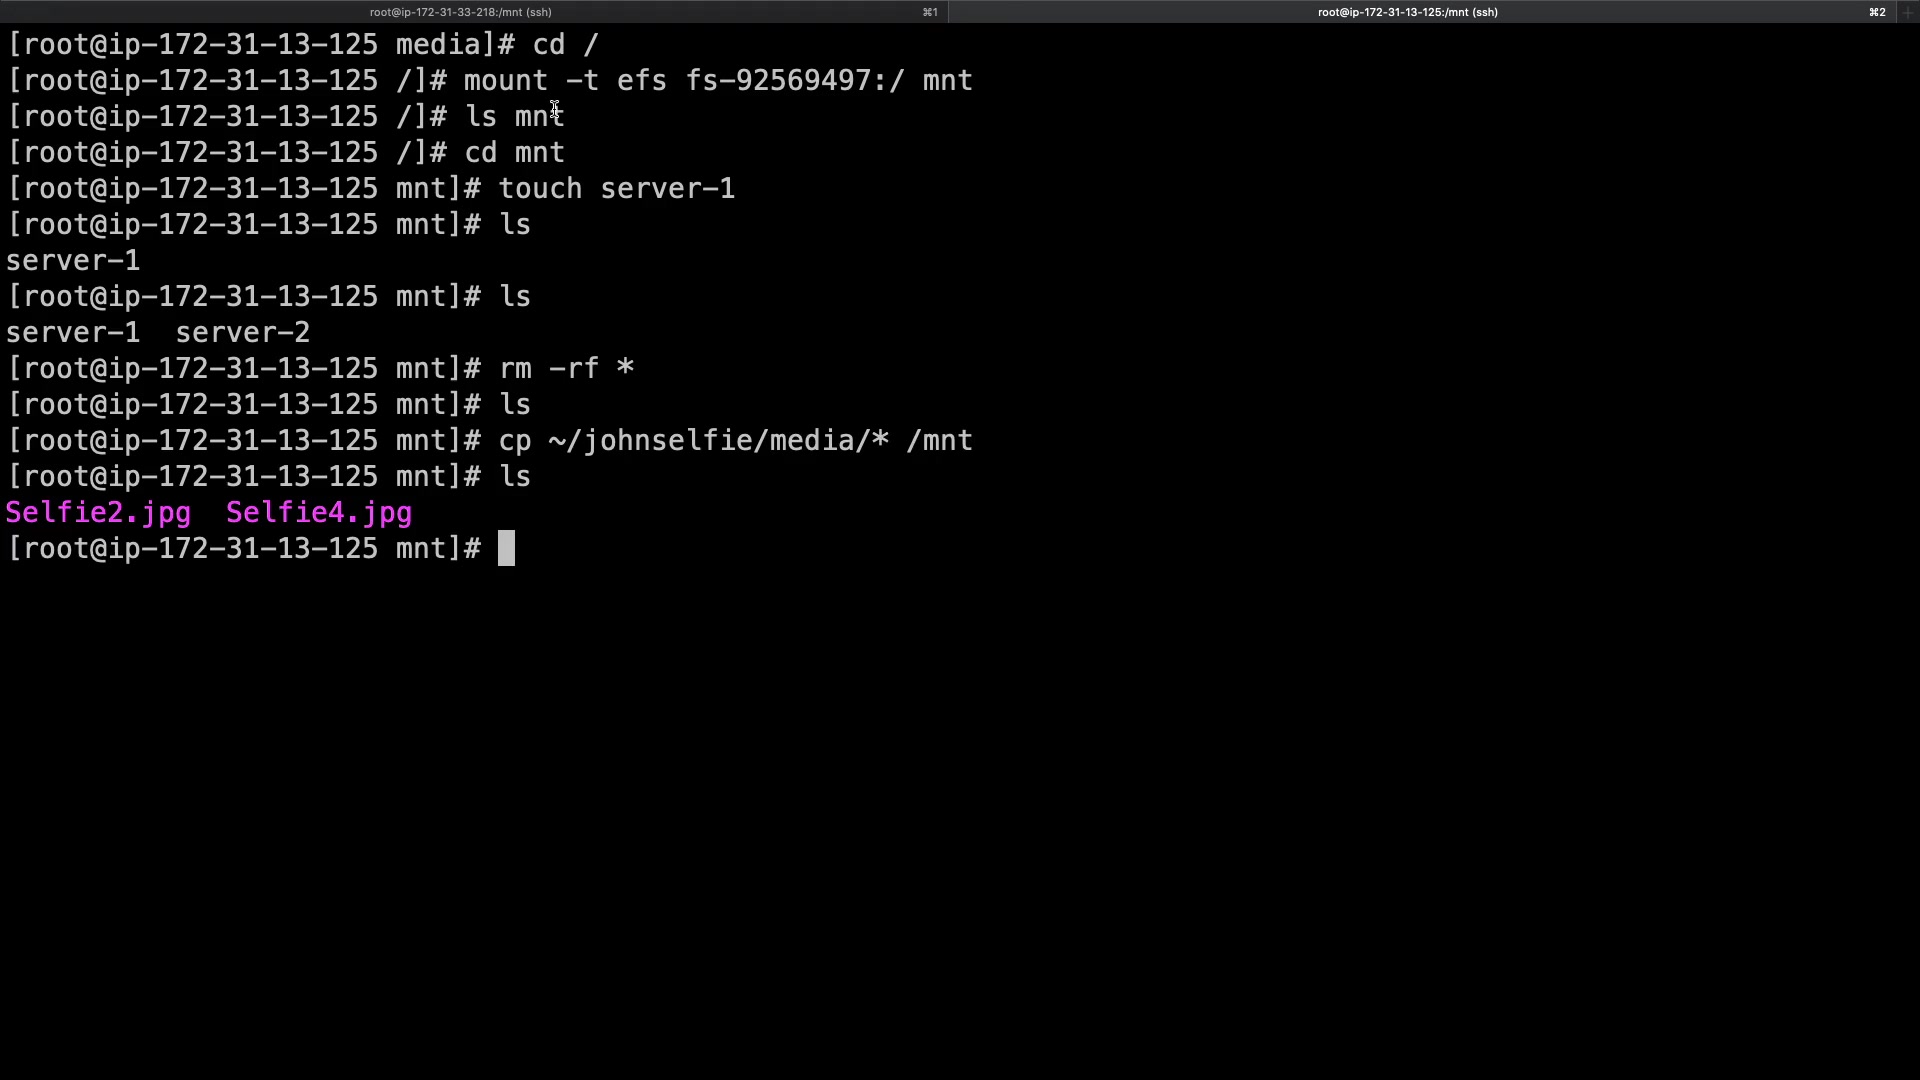 root@ip-172-31-33-218:/mnt (ssh) ⌘1 root@ip-172-31-13-125:/mnt (ssh) ⌘2 +
[root@ip-172-31-13-125 media]# cd /
[root@ip-172-31-13-125 /]# mount -t efs fs-92569497:/ mnt
[root@ip-172-31-13-125 /]# ls mnt
[root@ip-172-31-13-125 /]# cd mnt
[root@ip-172-31-13-125 mnt]# touch server-1
[root@ip-172-31-13-125 mnt]# ls
server-1
[root@ip-172-31-13-125 mnt]# ls
server-1  server-2
[root@ip-172-31-13-125 mnt]# rm -rf *
[root@ip-172-31-13-125 mnt]# ls
[root@ip-172-31-13-125 mnt]# cp ~/johnselfie/media/* /mnt
[root@ip-172-31-13-125 mnt]# ls
Selfie2.jpg  Selfie4.jpg
[root@ip-172-31-13-125 mnt]#